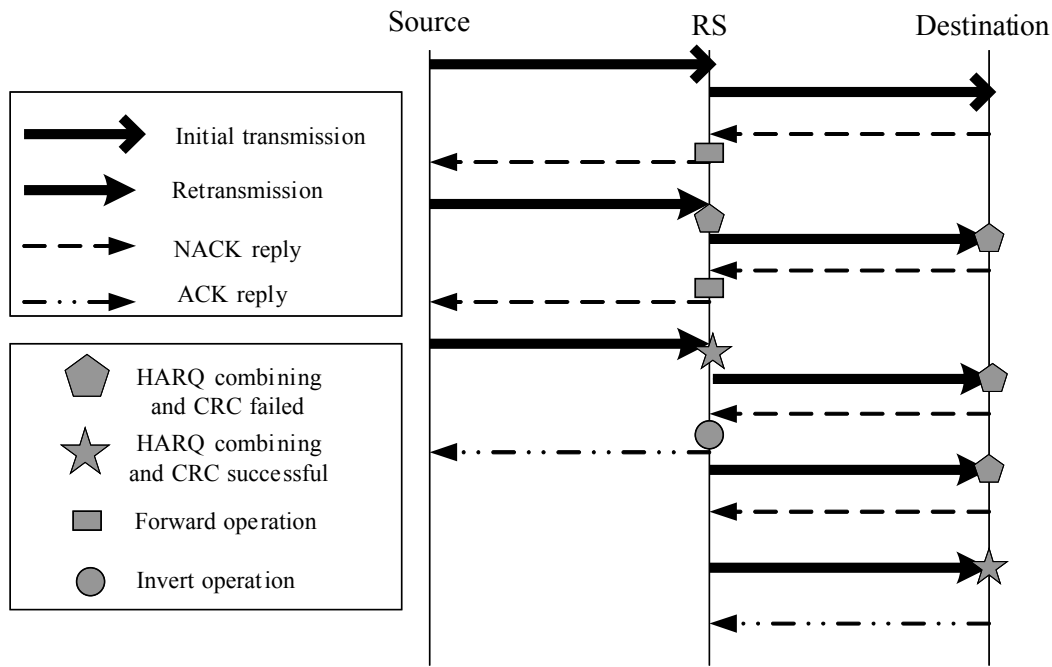 Source
RS
Destination
Initial transmission
Retransmission
NACK reply
ACK reply
HARQ combining
and CRC failed
HARQ combining
and CRC successful
Forward operation
Invert operation